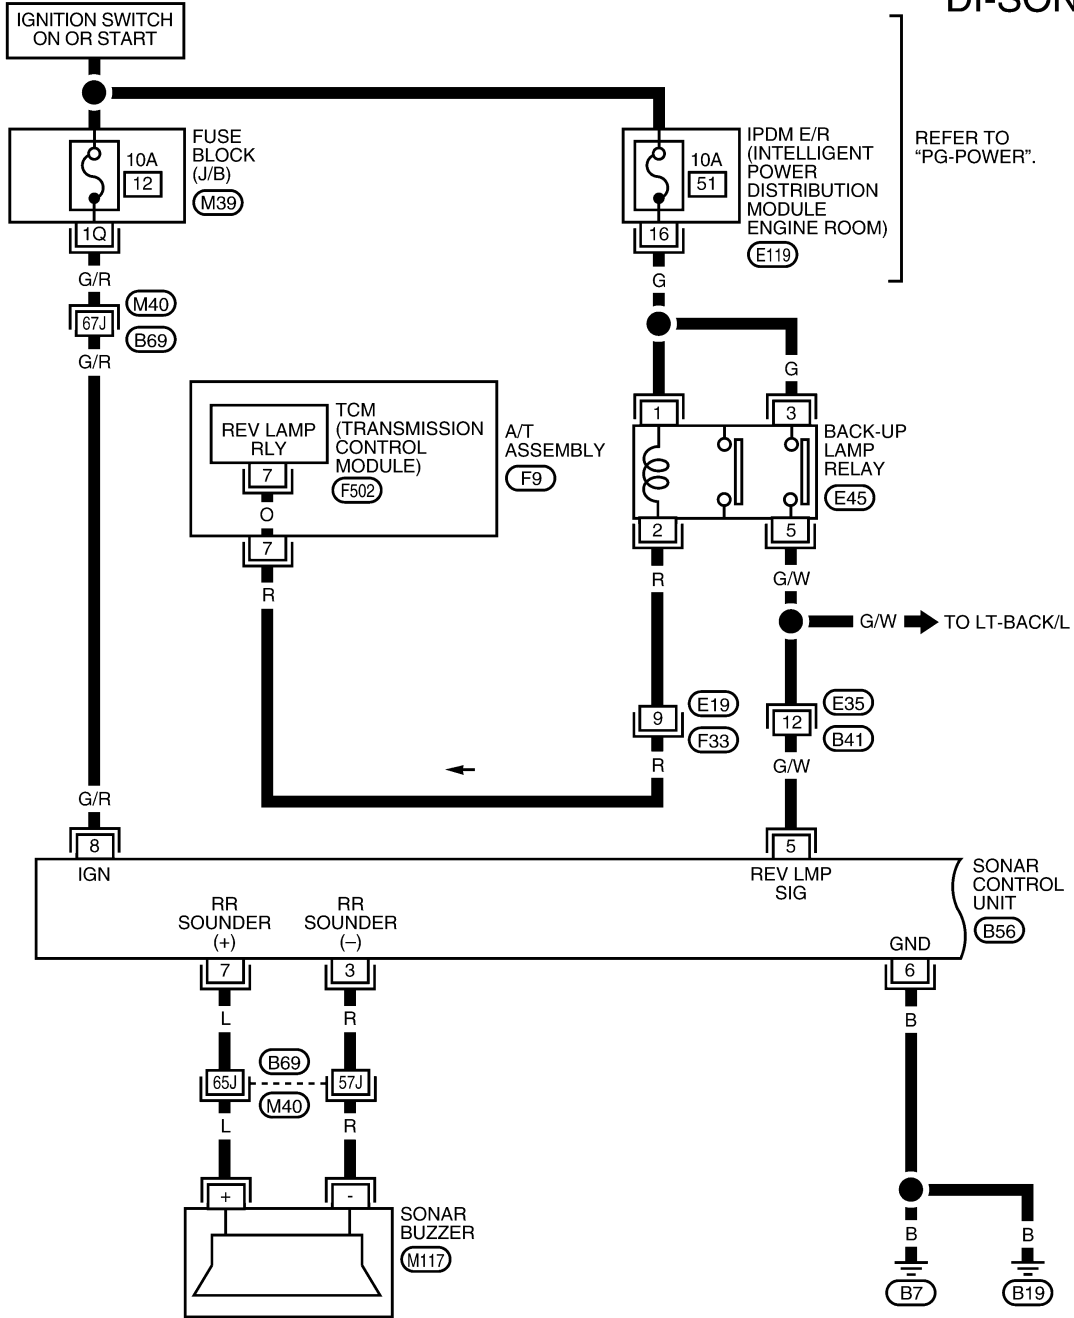 DI-SON
IGNITION SWITCH
ON OR START
FUSE
BLOCK
(J/B)
M39
10A
12
1Q
IPDM E/R
(INTELLIGENT
POWER
DISTRIBUTION
MODULE
ENGINE ROOM)
E119
10A
51
16
REFER TO
“PG-POWER”.
G/R
M40
67J
B69
G/R
G
G
1
3
BACK-UP
LAMP
RELAY
E45
2
5
REV LAMP
RLY
7
TCM
(TRANSMISSION
CONTROL
MODULE)
F502
A/T
ASSEMBLY
F9
O
7
R
R
G/W
G/W
TO LT-BACK/L
9
E19
F33
12
E35
B41
R
G/W
G/R
8
IGN
5
REV LMP
SIG
SONAR
CONTROL
UNIT
B56
RR
SOUNDER
(+)
RR
SOUNDER
(–)
GND
7
3
6
L
R
B
65J
B69
M40
57J
L
R
+
-
SONAR
BUZZER
M117
B
B
B7
B19